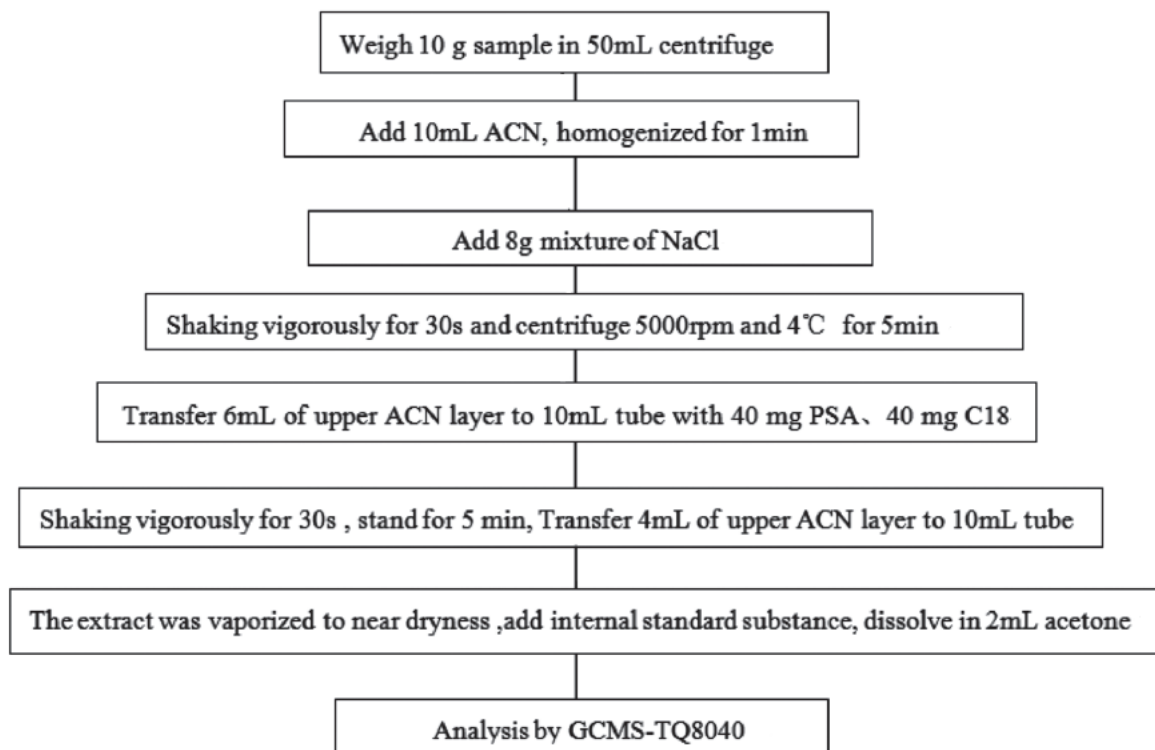 Weigh 10 g sample in 50mL centrifuge
Add 10mL ACN, homogenized for 1min
Add 8g mixture of NaCl
Shaking vigorously for 30s and centrifuge 5000rpm and 4℃ for 5min
Transfer 6mL of upper ACN layer to 10mL tube with 40 mg PSA、40 mg C18
Shaking vigorously for 30s , stand for 5 min, Transfer 4mL of upper ACN layer to 10mL tube
The extract was vaporized to near dryness ,add internal standard substance, dissolve in 2mL acetone
Analysis by GCMS-TQ8040